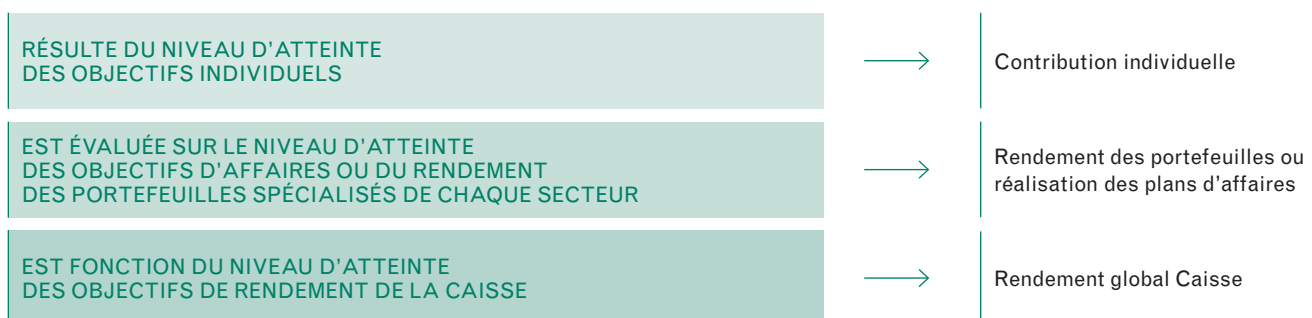 RÉSULTE DU NIVEAU D'ATTEINTE
DES OBJECTIFS INDIVIDUELS
Contribution individuelle
EST ÉVALUÉE SUR LE NIVEAU D'ATTEINTE
DES OBJECTIFS D'AFFAIRES OU DU RENDEMENT
DES PORTEFEUILLES SPÉCIALISÉS DE CHAQUE SECTEUR
Rendement des portefeuilles ou
réalisation des plans d'affaires
EST FONCTION DU NIVEAU D'ATTEINTE
DES OBJECTIFS DE RENDEMENT DE LA CAISSE
Rendement global Caisse